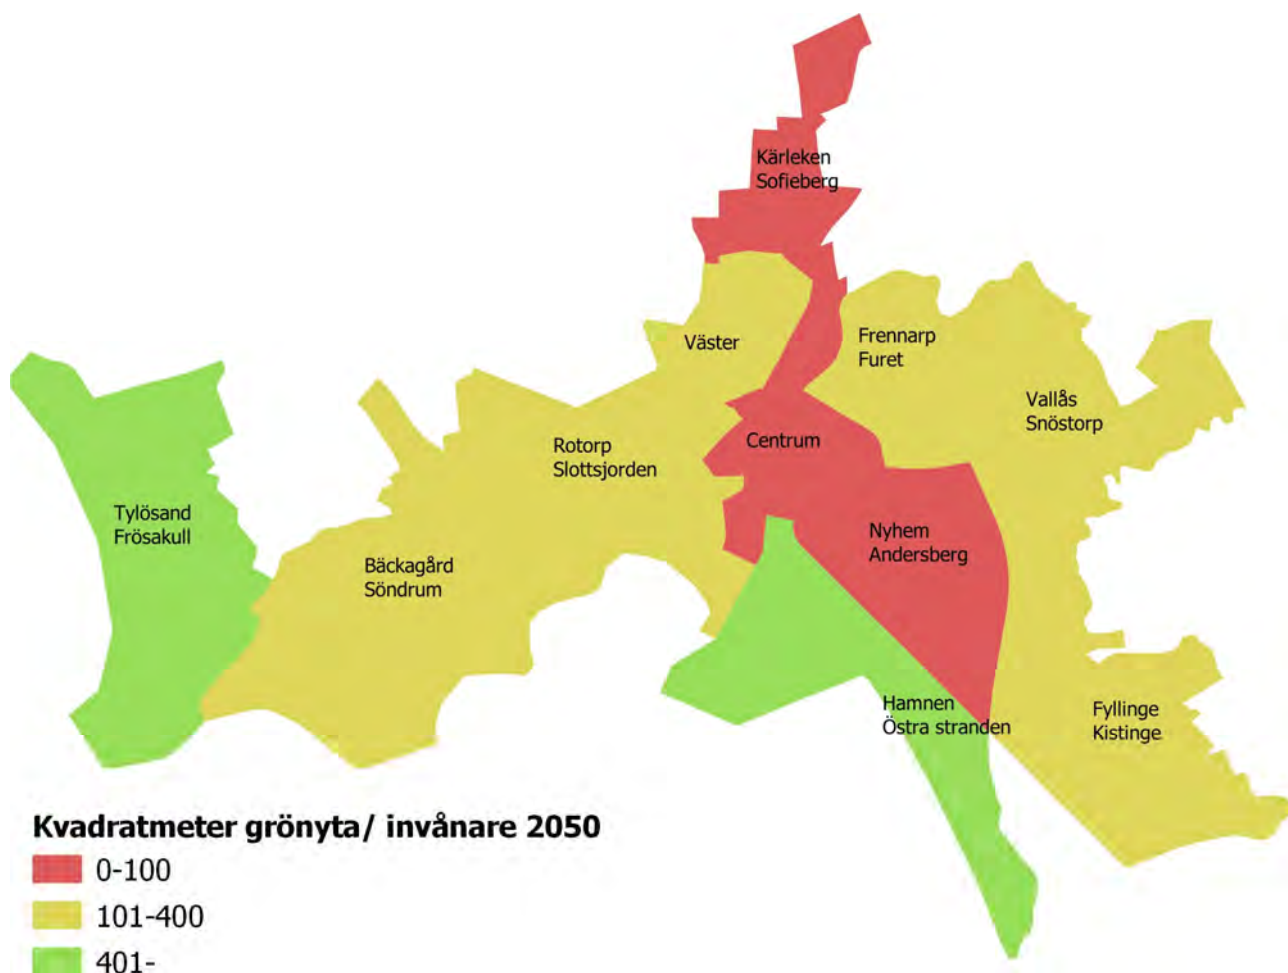 Kärleken
Sofieberg
Väster
Frennarp
Furet
Vallås
Snöstorp
Centrum
Rotorp
Slottsjorden
Tylösand
Frösakull
Nyhem
Andersberg
Bäckagård
Söndrum
Hamnen
Östra stranden
Fyllinge
Kistinge
Kvadratmeter grönyta/ invånare 2050
0-100
101-400
401-